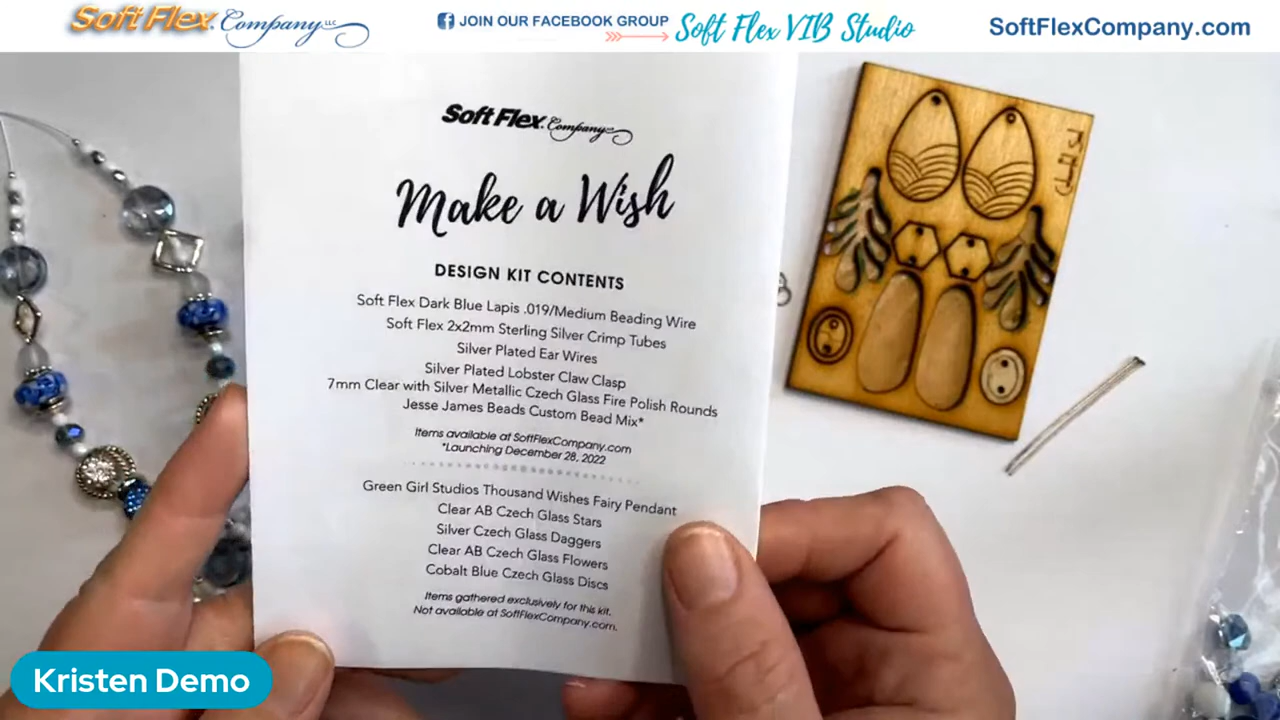 Soft Flex Company LLC
JOIN OUR FACEBOOK GROUP
Soft Flex VIB Studio
SoftFlexCompany.com
Soft Flex Company LLC
Make a Wish
DESIGN KIT CONTENTS
Soft Flex Dark Blue Lapis .019/Medium Beading Wire
Soft Flex 2x2mm Sterling Silver Crimp Tubes
Silver Plated Ear Wires
Silver Plated Lobster Claw Clasp
7mm Clear with Silver Metallic Czech Glass Fire Polish Rounds
Jesse James Beads Custom Bead Mix*
Items available at SoftFlexCompany.com
*Launching December 28, 2022
Green Girl Studios Thousand Wishes Fairy Pendant
Clear AB Czech Glass Stars
Silver Czech Glass Daggers
Clear AB Czech Glass Flowers
Cobalt Blue Czech Glass Discs
Items gathered exclusively for this kit.
Not available at SoftFlexCompany.com.
Kristen Demo